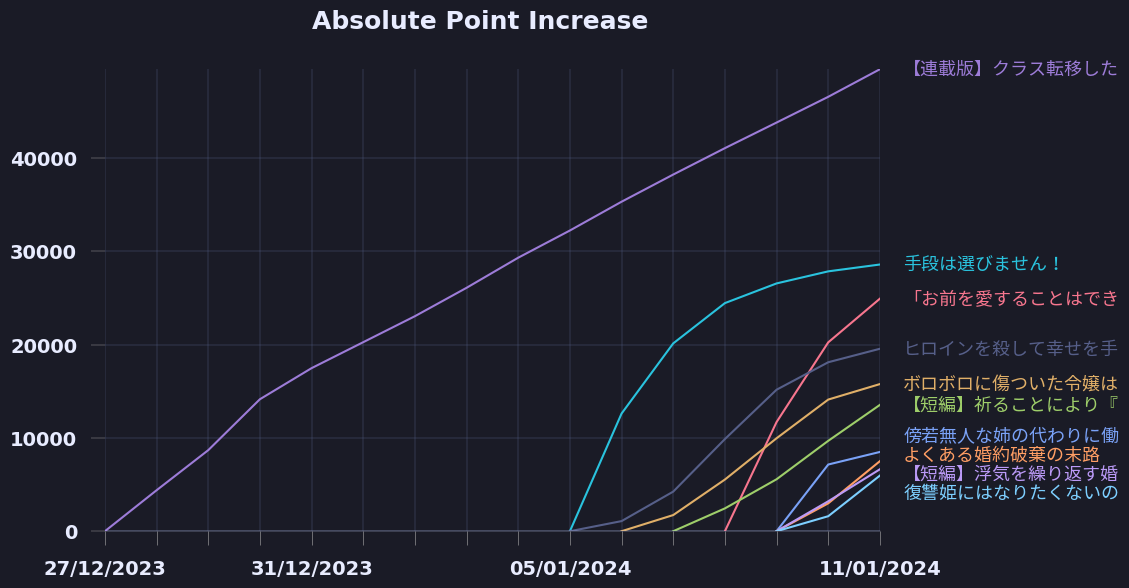 Absolute Point Increase
【連載版】クラス転移した
40000
30000
手段は選びません！
「お前を愛することはでき
20000
ヒロインを殺して幸せを手
ボロボロに傷ついた令嬢は
【短編】祈ることにより『
10000
傍若無人な姉の代わりに働
よくある婚約破棄の末路
【短編】浮気を繰り返す婚
復讐姫にはなりたくないの
0
27/12/2023
31/12/2023
05/01/2024
11/01/2024